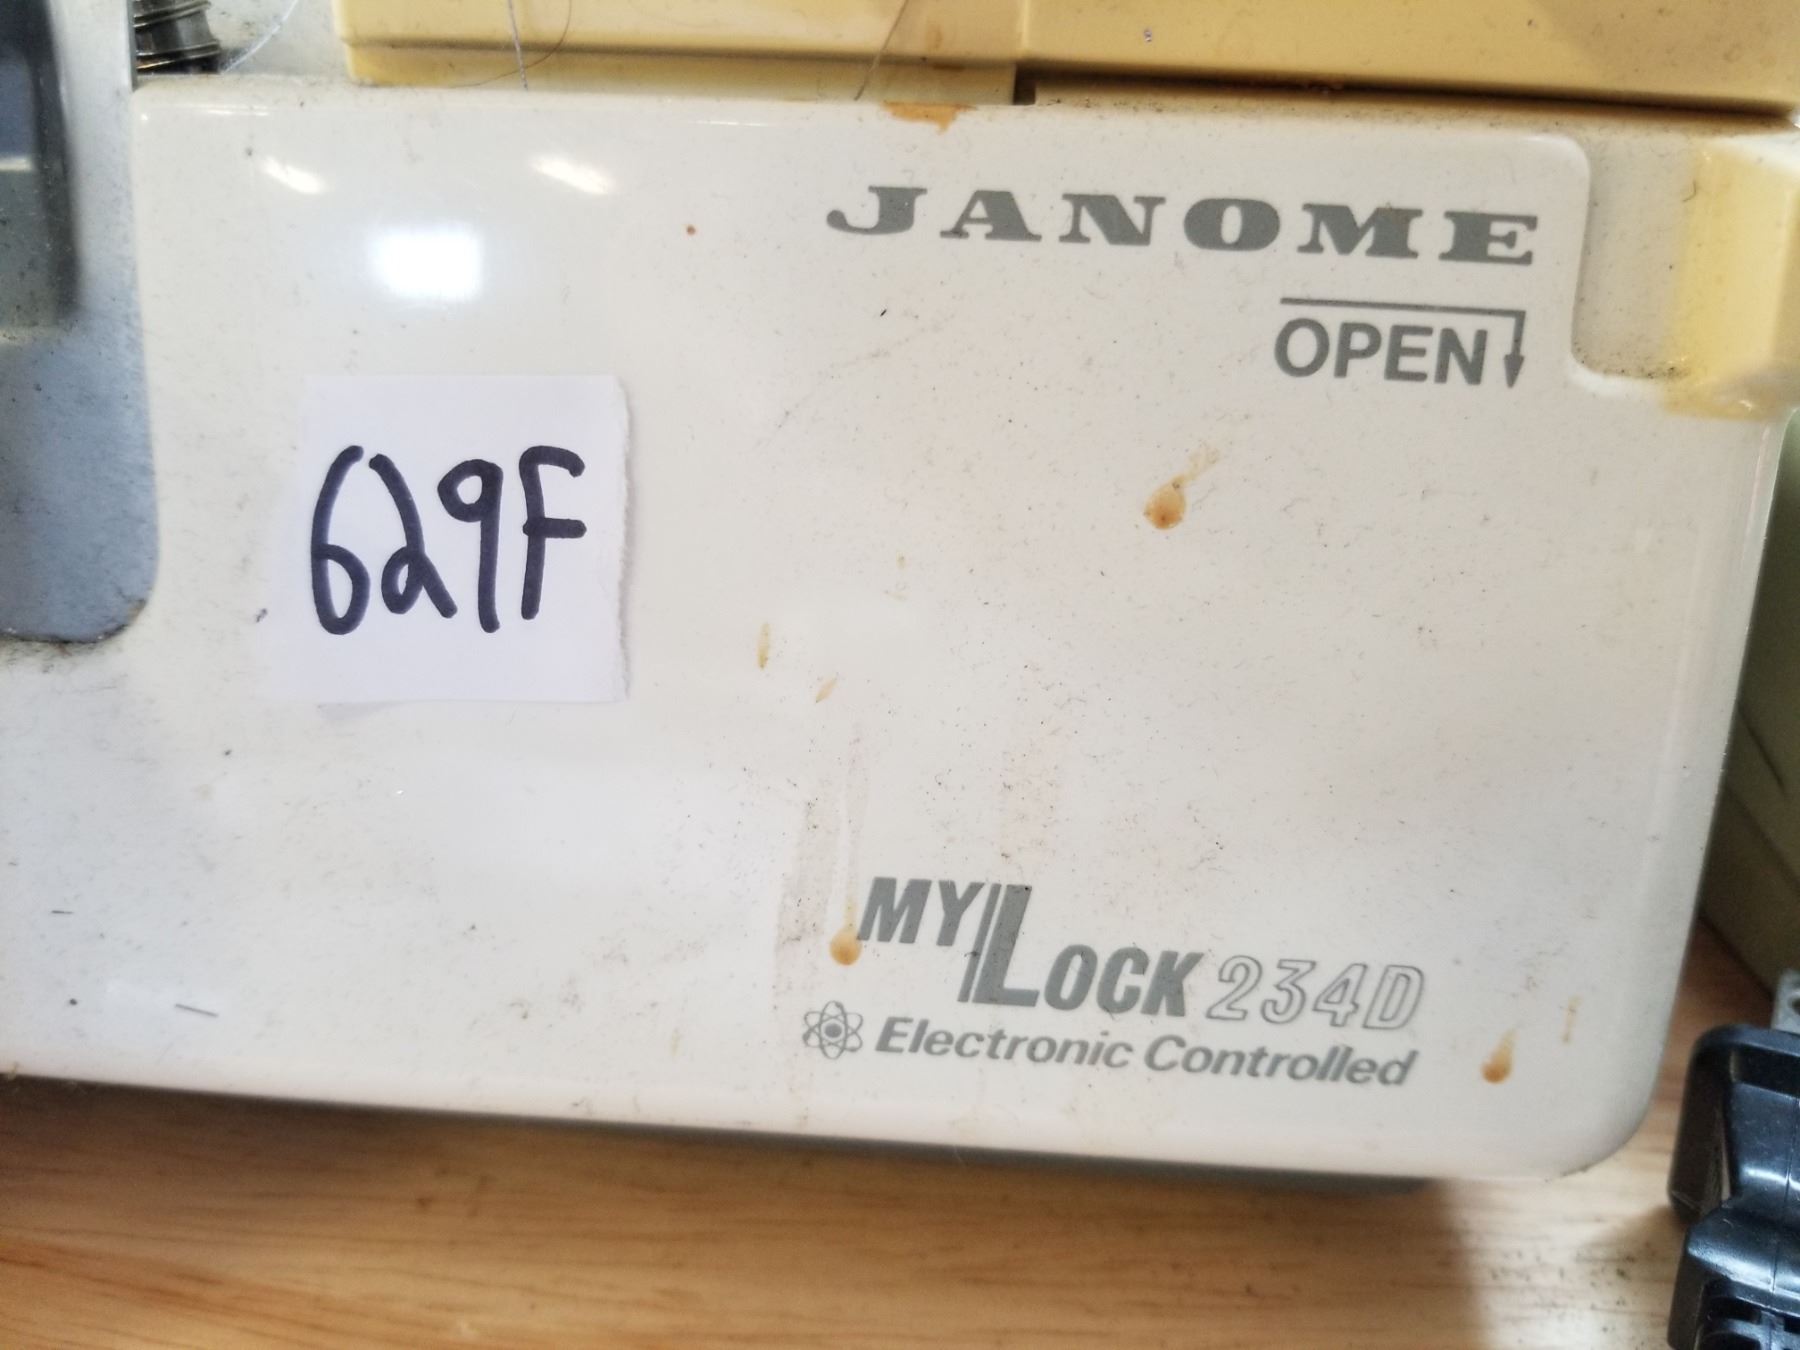 JANOME
OPEN
629F
MY LOCK 234D
Electronic Controlled